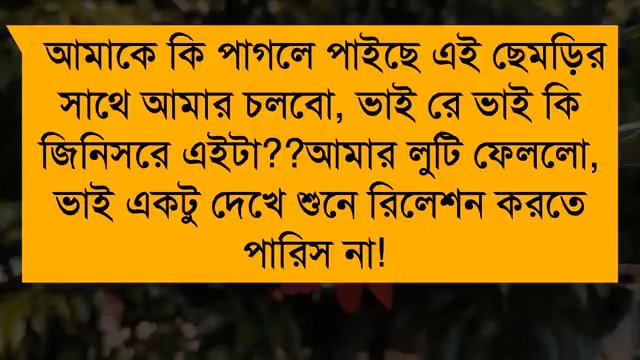 আমাকে কি পাগলে পাইছে এই ছেমড়ির
সাথে আমার চলবো, ভাই রে ভাই কি
জিনিসরে এইটা??আমার লুটি ফেললো,
ভাই একটু দেখে শুনে রিলেশন করতে
পারিস না!